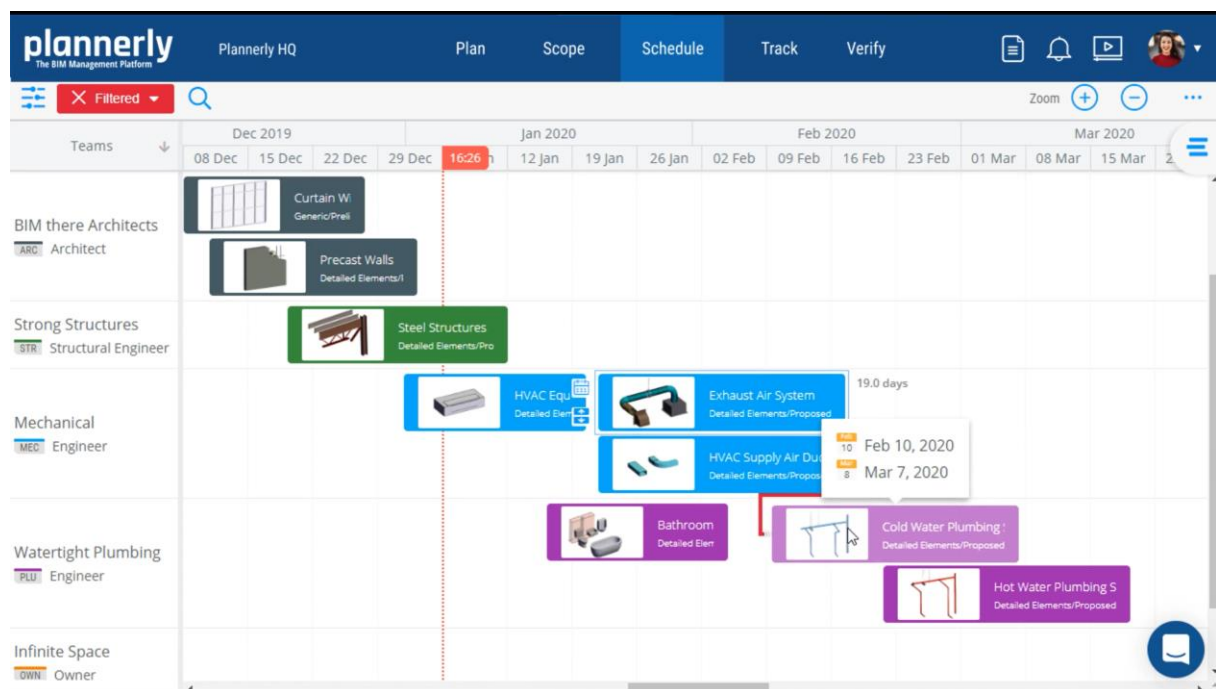 plannerly
The BIM Management Platform
Plannerly HQ
Plan
Scope
Schedule
Track
Verify
Filtered
Zoom
Teams
Dec 2019
Jan 2020
Feb 2020
Mar 2020
08 Dec 15 Dec 22 Dec 29 Dec 16:26 12 Jan 19 Jan 26 Jan 02 Feb 09 Feb 16 Feb 23 Feb 01 Mar 08 Mar 15 Mar 2
BIM there Architects
ARC Architect
Curtain Wi
Generic/Preli
Precast Walls
Detailed Elements/
Strong Structures
STR Structural Engineer
Steel Structures
Detailed Elements/Pro
Mechanical
MEC Engineer
HVAC Equ
Detailed Elem
Exhaust Air System
Detailed Elements/Proposed
19.0 days
HVAC Supply Air Du
Detailed Elements/Propos
10 Feb 10, 2020
8 Mar 7, 2020
Watertight Plumbing
PLU Engineer
Bathroom
Detailed Elem
Cold Water Plumbing
Detailed Elements/Proposed
Hot Water Plumbing S
Detailed Elements/Proposed
Infinite Space
OWN Owner